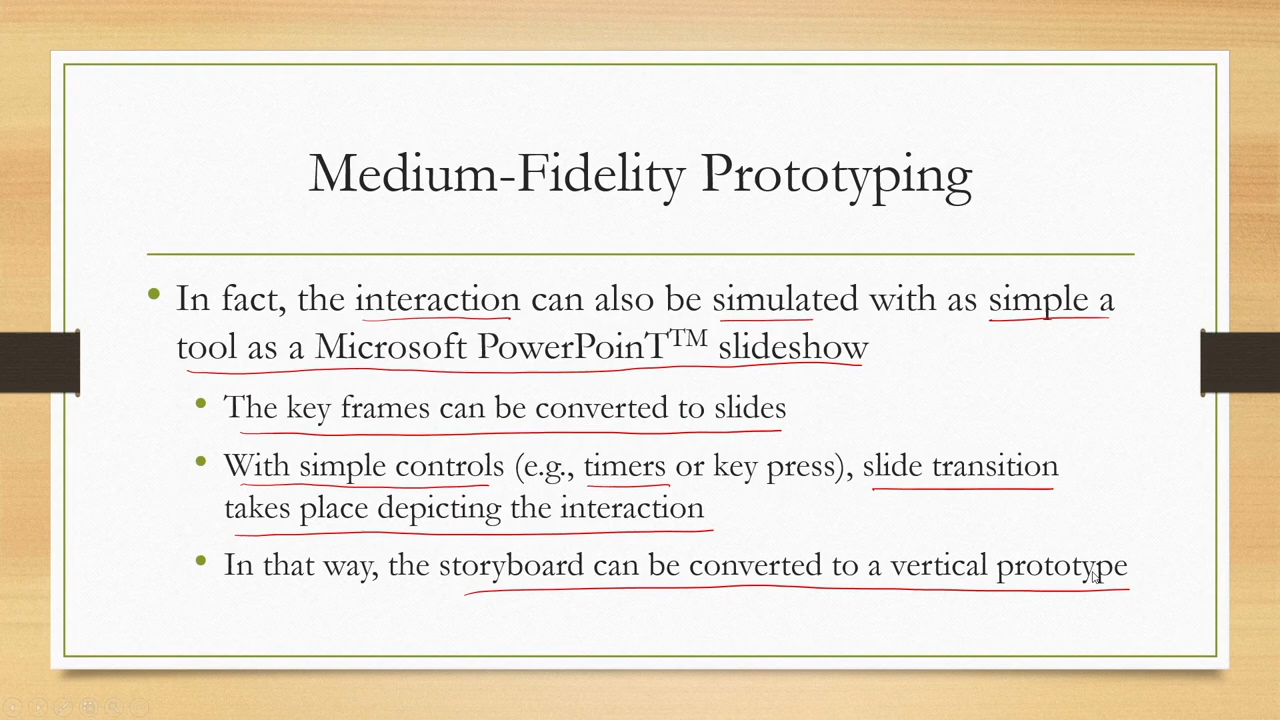 Medium-Fidelity Prototyping
• In fact, the interaction can also be simulated with as simple a
tool as a Microsoft PowerPoinT™ slideshow
• The key frames can be converted to slides
• With simple controls (e.g., timers or key press), slide transition
takes place depicting the interaction
• In that way, the storyboard can be converted to a vertical prototype